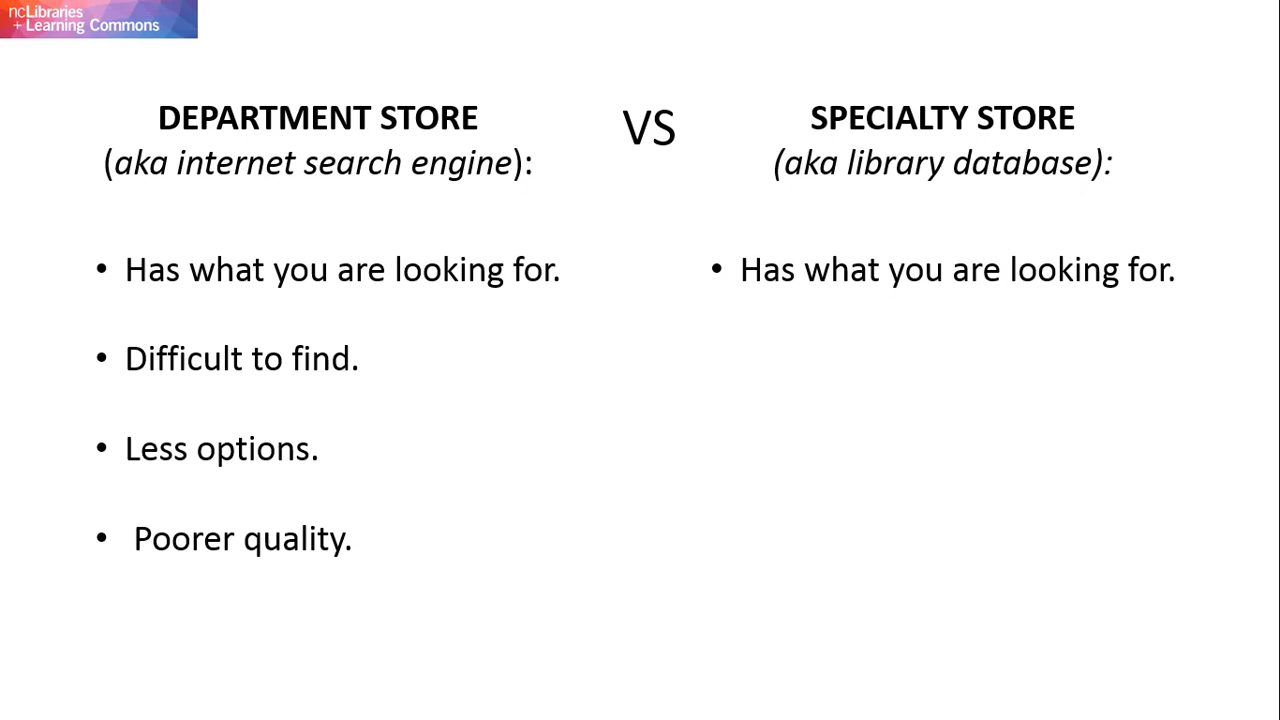 ncLibraries
+ Learning Commons
DEPARTMENT STORE
(aka internet search engine):
VS
SPECIALTY STORE
(aka library database):
• Has what you are looking for.
• Difficult to find.
• Less options.
• Poorer quality.
• Has what you are looking for.